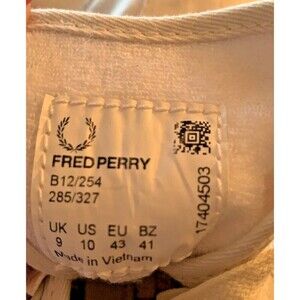 FRED PERRY
B12/254
285/327
UK US EU BZ
9 10 43 41
Made in Vietnam
17404503